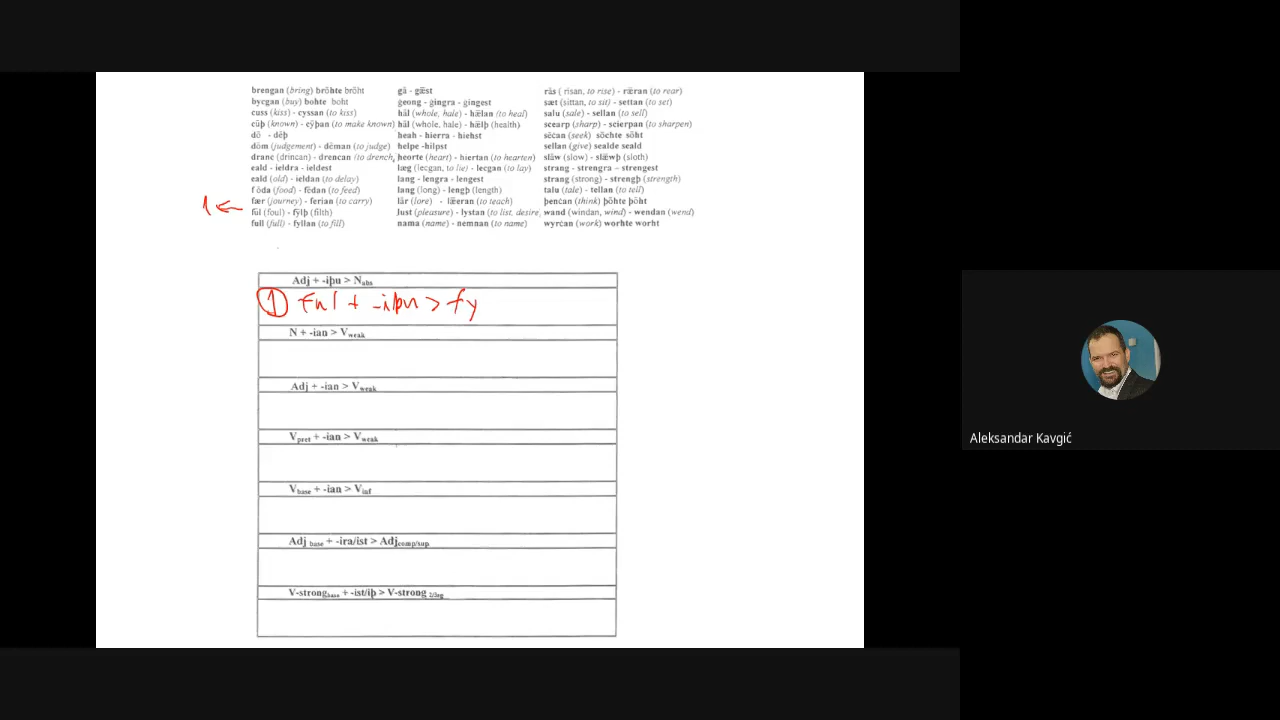 brengan (bring) brōhte brōht
bycgan (buy) bohte boht
cuss (kiss) - cyssan (to kiss)
cūþ (known) - cȳþan (to make known)
dō - dēþ
dōm (judgement) - dēman (to judge)
dranc (drincan) - drencan (to drench,
eald - ieldra - ieldest
eald (old) - ieldan (to delay)
fōda (food) - fēdan (to feed)
fær (journey) - ferian (to carry)
fūl (foul) - fȳlþ (filth)
full (full) - fyllan (to fill)
gā - gǣst
geong - gingra - gingest
hāl (whole, hale) - hǣlan (to heal)
hāl (whole, hale) - hǣlþ (health)
heah - hierra - hiehst
helpe - hilpst
heorte (heart) - hiertan (to hearten)
læg (lecgan, to lie) - lecgan (to lay)
lang - lengra - lengest
lang (long) - lengþ (length)
lār (lore) - lǣeran (to teach)
lust (pleasure) - lystan (to list, desire,
nama (name) - nemnan (to name)
rās ( risan, to rise) - rǣran (to rear)
sæt (sittan, to sit) - settan (to set)
salu (sale) - sellan (to sell)
scearp (sharp) - scierpan (to sharpen)
sēcan (seek) sōchte sōht
sellan (give) sealde seald
slāw (slow) - slǣwþ (sloth)
strang - strengra – strengest
strang (strong) - strengþ (strength)
talu (tale) - tellan (to tell)
þencan (think) þōhte þōht
wand (windan, wind) - wendan (wend)
wyrcan (work) worhte worht
1 ←
Adj + -iþu > Nabs
① Ful + -iþu > fy
N + -ian > Vweak
Adj + -ian > Vweak
Vpret + -ian > Vweak
Vbase + -ian > Vinf
Adj base + -ira/ist > Adjcomp/sup
V-strongbase + -ist/iþ > V-strong 2/3sg
Aleksandar Kavgić